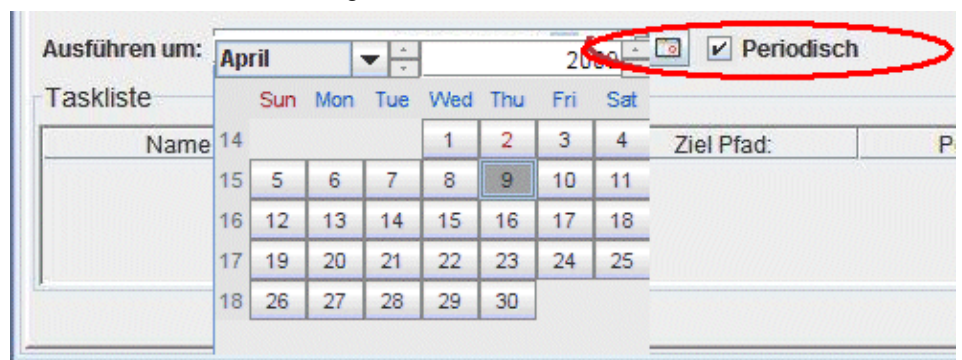 Ausführen um: April Periodisch
Taskliste
Sun Mon Tue Wed Thu Fri Sat
Name Ziel Pfad:
14 1 2 3 4
15 5 6 7 8 9 10 11
16 12 13 14 15 16 17 18
17 19 20 21 22 23 24 25
18 26 27 28 29 30